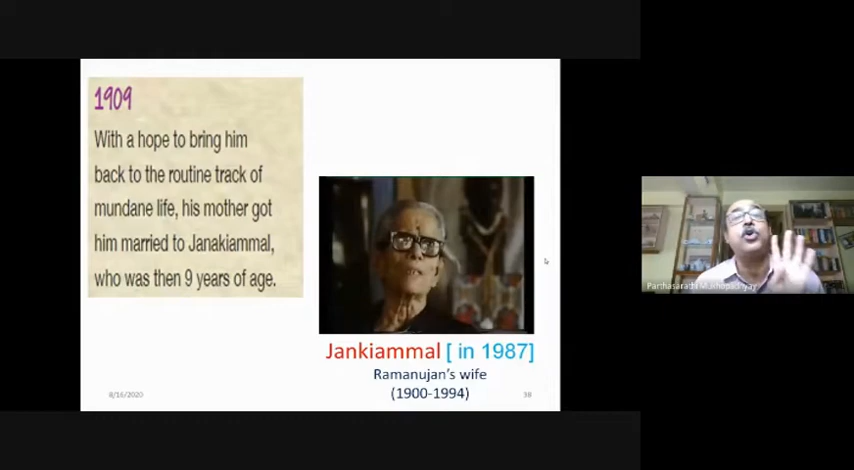 1909
With a hope to bring him
back to the routine track of
mundane life, his mother got
him married to Janakiammal,
who was then 9 years of age.
Jankiammal [ in 1987]
Ramanujan's wife
(1900-1994)
8/16/2020
38
Parthasarathi Mukhopadhyay